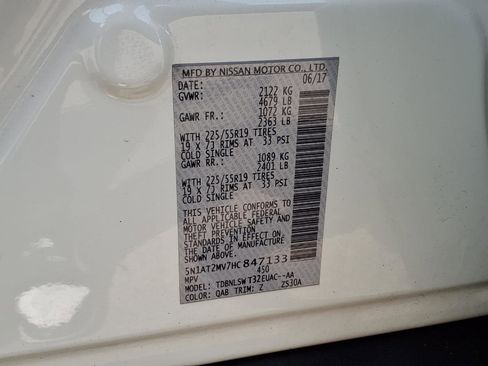 MFD BY NISSAN MOTOR CO., LTD.
DATE: 06/17
GVWR: 2122 KG
4679 LB
GAWR FR.: 1072 KG
2363 LB
WITH 225/55R19 TIRES
19 X 7J RIMS AT 33 PSI
COLD SINGLE
GAWR RR.: 1089 KG
2401 LB
WITH 225/55R19 TIRES
19 X 7J RIMS AT 33 PSI
COLD SINGLE
THIS VEHICLE CONFORMS TO
ALL APPLICABLE FEDERAL
MOTOR VEHICLE SAFETY AND
THEFT PREVENTION
STANDARDS IN EFFECT ON
THE DATE OF MANUFACTURE
SHOWN ABOVE.
5N1AT2MV7HC847133
MPV 450
MODEL: TDBNLSWT32EUAC--AA
COLOR: QAB TRIM: Z ZS30A